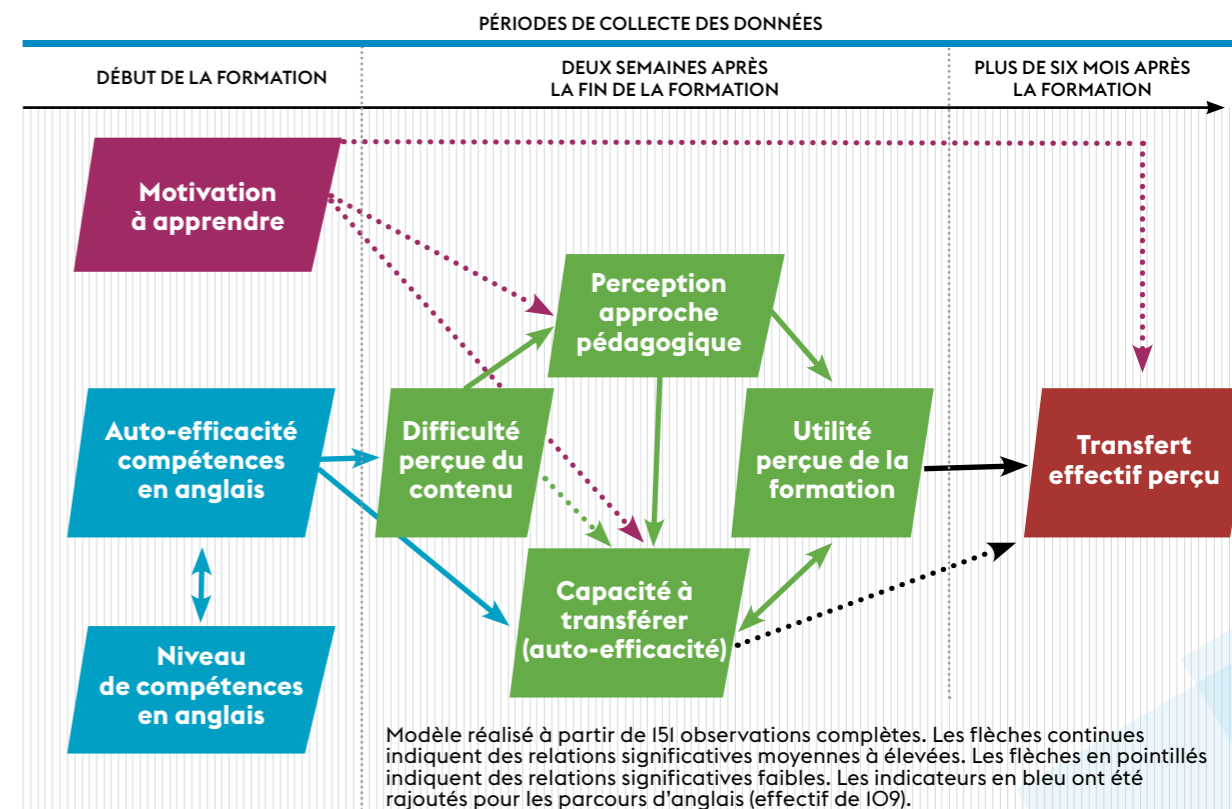 PÉRIODES DE COLLECTE DES DONNÉES
DÉBUT DE LA FORMATION
DEUX SEMAINES APRÈS
LA FIN DE LA FORMATION
PLUS DE SIX MOIS APRÈS
LA FORMATION
Motivation
à apprendre
Perception
approche
pédagogique
Auto-efficacité
compétences
en anglais
Difficulté
perçue du
contenu
Utilité
perçue de la
formation
Transfert
effectif perçu
Capacité à
transférer
(auto-efficacité)
Niveau
de compétences
en anglais
Modèle réalisé à partir de 151 observations complètes. Les flèches continues
indiquent des relations significatives moyennes à élevées. Les flèches en pointillés
indiquent des relations significatives faibles. Les indicateurs en bleu ont été
rajoutés pour les parcours d'anglais (effectif de 109).